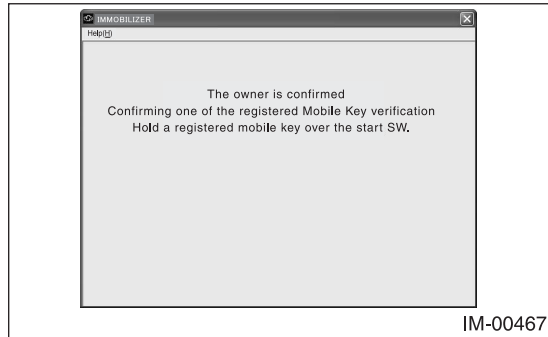 IMMOBILIZER
Help(H)
The owner is confirmed
Confirming one of the registered Mobile Key verification
Hold a registered mobile key over the start SW.
IM-00467